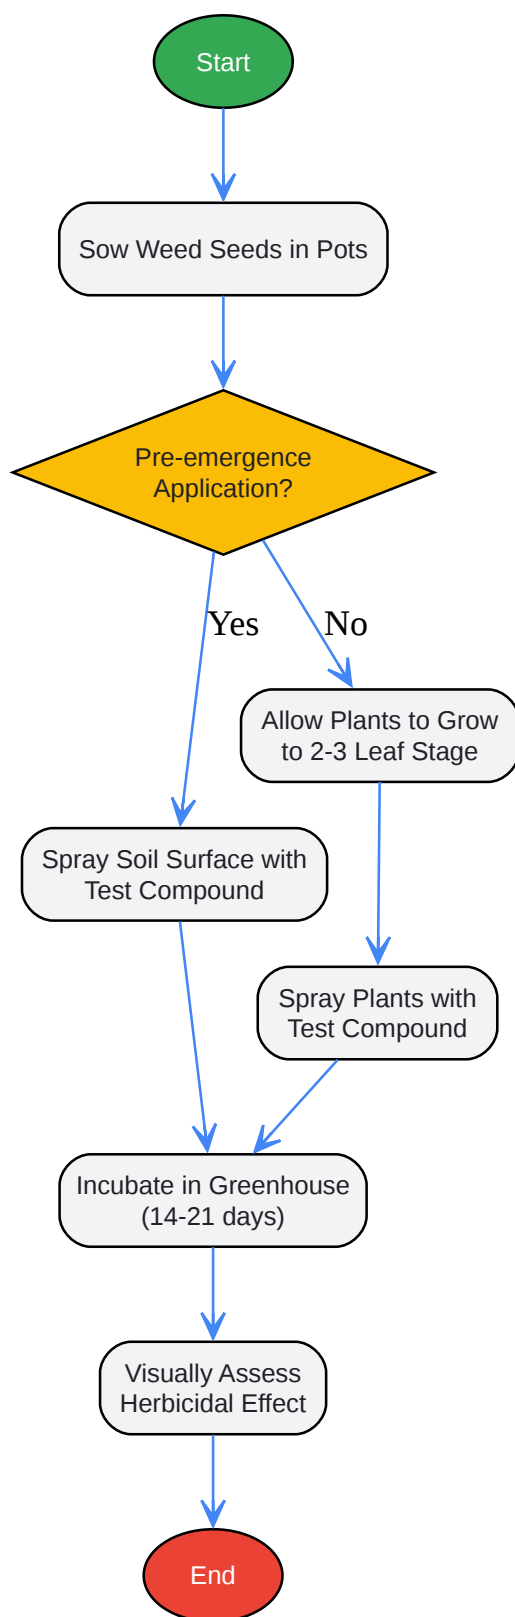 Start
Sow Weed Seeds in Pots
Pre-emergence
Application?
Yes
No
Allow Plants to Grow
to 2-3 Leaf Stage
Spray Soil Surface with
Test Compound
Spray Plants with
Test Compound
Incubate in Greenhouse
(14-21 days)
Visually Assess
Herbicidal Effect
End